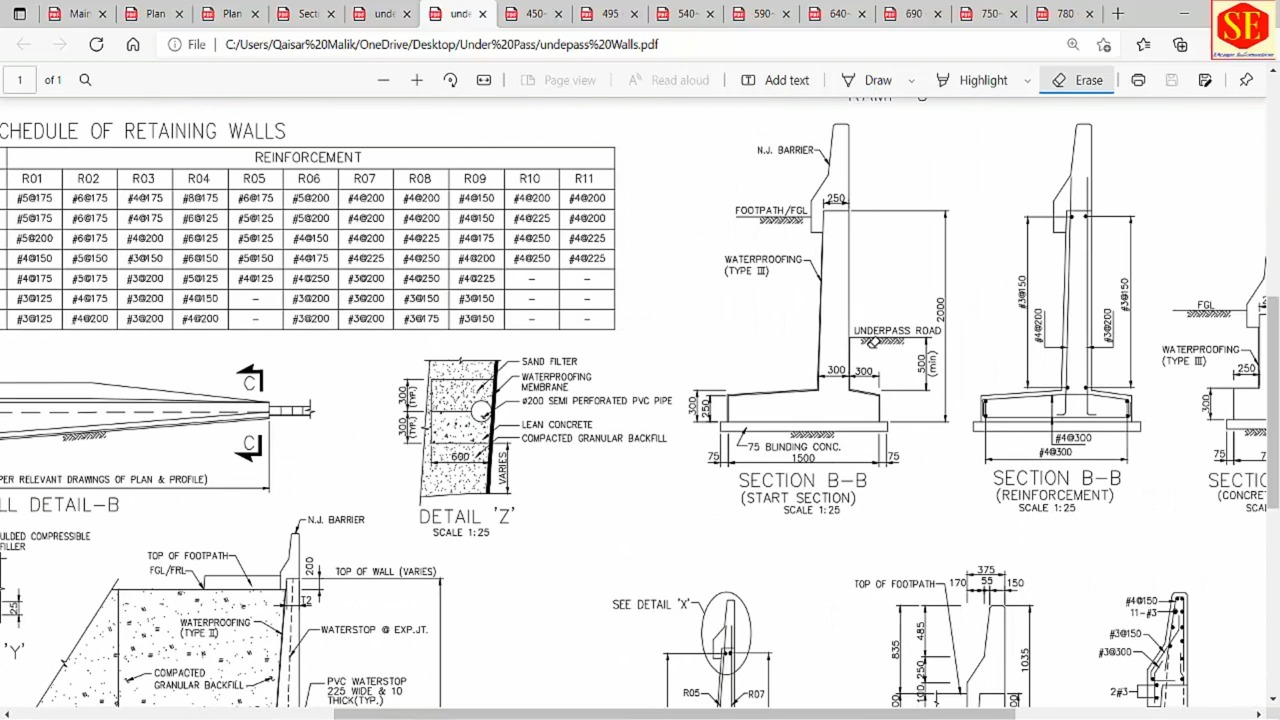 Main
Plan
Plan
Secti
unde
unde
450-
495
540-
590-
640-
690
750-
780
SE
File
C:/Users/Qaisar%20Malik/OneDrive/Desktop/Under%20Pass/undepass%20Walls.pdf
1 of 1
Page view
Read aloud
Add text
Draw
Highlight
Erase
CHEDULE OF RETAINING WALLS
REINFORCEMENT
R01 R02 R03 R04 R05 R06 R07 R08 R09 R10 R11
#5@175 #6@175 #4@175 #8@175 #6@175 #5@200 #4@200 #4@200 #4@150 #4@200 #4@200
#5@175 #6@175 #4@175 #6@125 #5@125 #5@200 #4@200 #4@200 #4@150 #4@225 #4@200
#5@200 #6@175 #4@200 #6@125 #5@125 #4@150 #4@200 #4@225 #4@175 #4@250 #4@225
#4@150 #5@150 #3@150 #6@150 #5@150 #4@175 #4@225 #4@250 #4@200 #4@250 #4@225
#4@175 #5@175 #3@200 #5@125 #4@125 #4@250 #3@200 #4@250 #4@225 – –
#3@125 #4@175 #3@200 #4@150 – #3@200 #3@200 #3@150 #3@150 – –
#3@125 #4@200 #3@200 #4@200 – #3@200 #3@200 #3@175 #3@150 – –
N.J. BARRIER
250
FOOTPATH/FGL
WATERPROOFING
(TYPE III)
2000
UNDERPASS ROAD
500
(min)
300 300
300
250
75 BLINDING CONC.
75 1500 75
SECTION B-B
(START SECTION)
SCALE 1:25
#3@150
#4@200
#3@200
#3@150
#4@300
#4@300
SECTION B-B
(REINFORCEMENT)
SCALE 1:25
FGL
WATERPROOFING
(TYPE III)
250
300
75
SECTIO
(CONCRE
SCA
C
C
PER RELEVANT DRAWINGS OF PLAN & PROFILE)
LL DETAIL-B
SAND FILTER
WATERPROOFING
MEMBRANE
ø200 SEMI PERFORATED PVC PIPE
LEAN CONCRETE
COMPACTED GRANULAR BACKFILL
300
(TYP.)
300
(TYP.)
600
VARIES
DETAIL 'Z'
SCALE 1:25
ULDED COMPRESSIBLE
FILLER
25
'Y'
N.J. BARRIER
TOP OF FOOTPATH
FGL/FRL
200
TOP OF WALL (VARIES)
T2
WATERPROOFING
(TYPE II)
WATERSTOP @ EXP.JT.
COMPACTED
GRANULAR BACKFILL
PVC WATERSTOP
225 WIDE & 10
THICK(TYP.)
SEE DETAIL 'X'
R05
R07
TOP OF FOOTPATH
375
170 55 150
835
485
250
100
1035
#4@150
11-#3
#3@150
#3@300
2#3